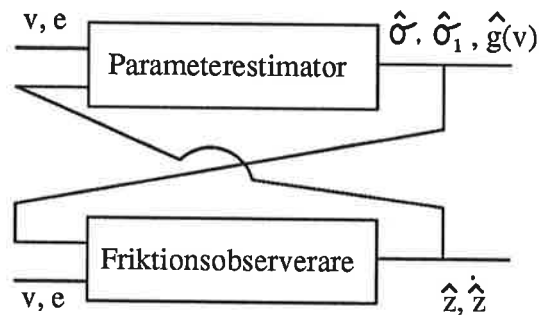 v, e
σ̂, σ̂₁, ĝ(v)
Parameterestimator
Friktionsobserverare
v, e
ẑ, ẑ̇